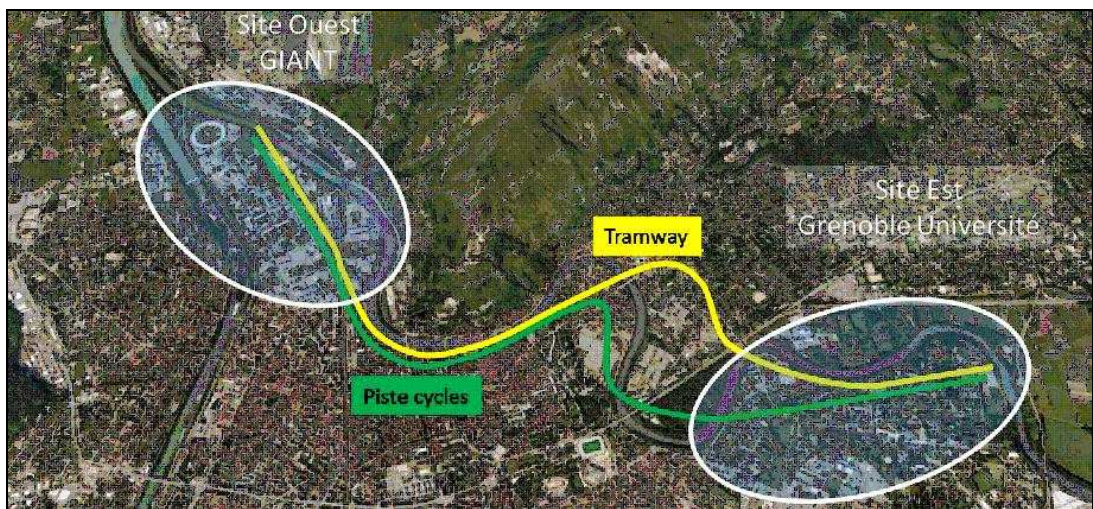 Site Ouest
GIANT
Site Est
Grenoble Université
Tramway
Piste cycles